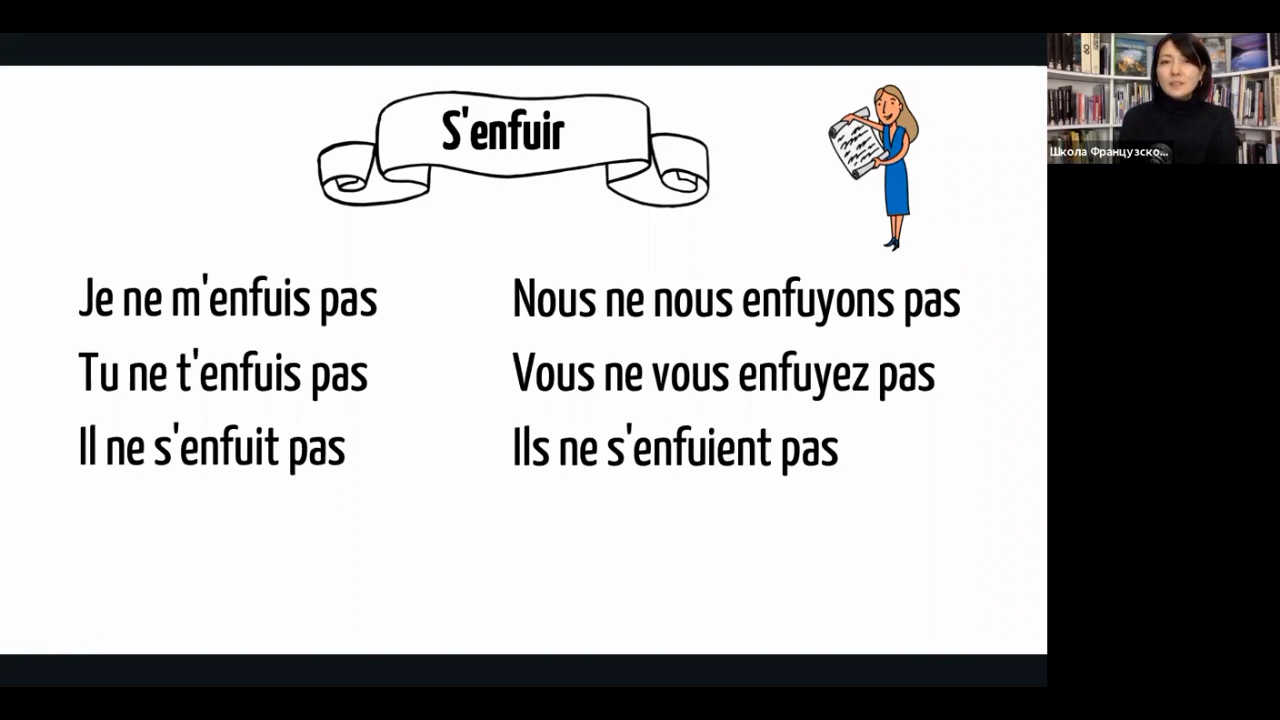 S'enfuir
Je ne m'enfuis pas
Tu ne t'enfuis pas
Il ne s'enfuit pas
Nous ne nous enfuyons pas
Vous ne vous enfuyez pas
Ils ne s'enfuient pas
Школа Французско...